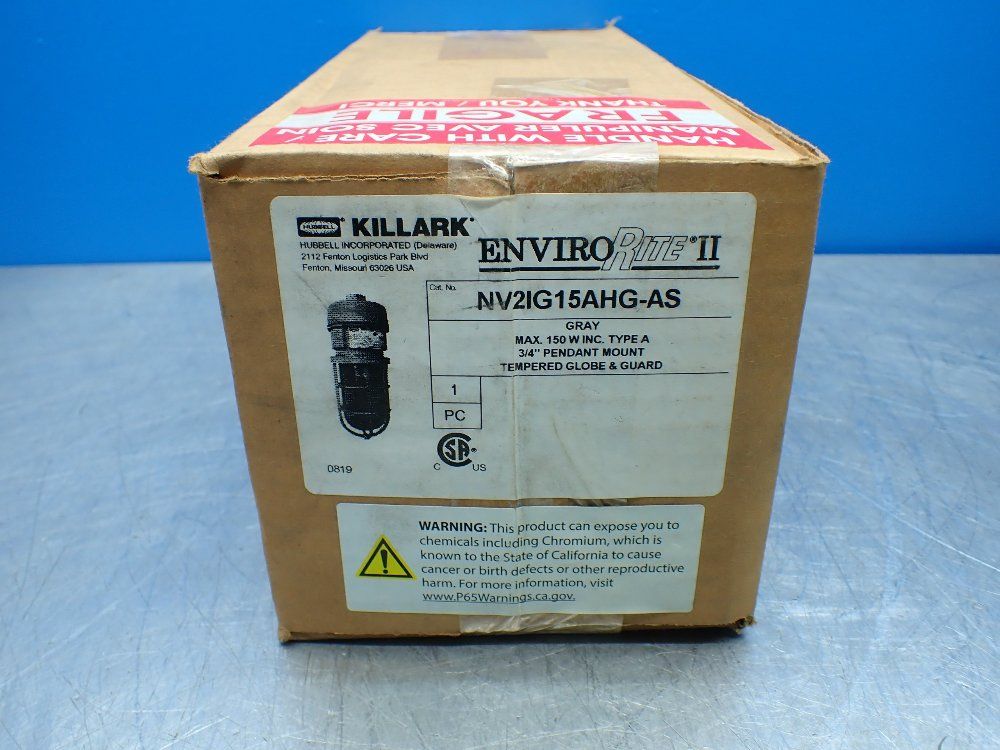 HANDLE WITH CARE /
MANIPULER AVEC SOIN
FRAGILE
THANK YOU / MERCI
HUBBELL® KILLARK®
HUBBELL INCORPORATED (Delaware)
2112 Fenton Logistics Park Blvd
Fenton, Missouri 63026 USA
ENVIRORITE® II
Cat. No.
NV2IG15AHG-AS
GRAY
MAX. 150 W INC. TYPE A
3/4" PENDANT MOUNT
TEMPERED GLOBE & GUARD
1
PC
C SA® US
0819
WARNING: This product can expose you to
chemicals including Chromium, which is
known to the State of California to cause
cancer or birth defects or other reproductive
harm. For more information, visit
www.P65Warnings.ca.gov.